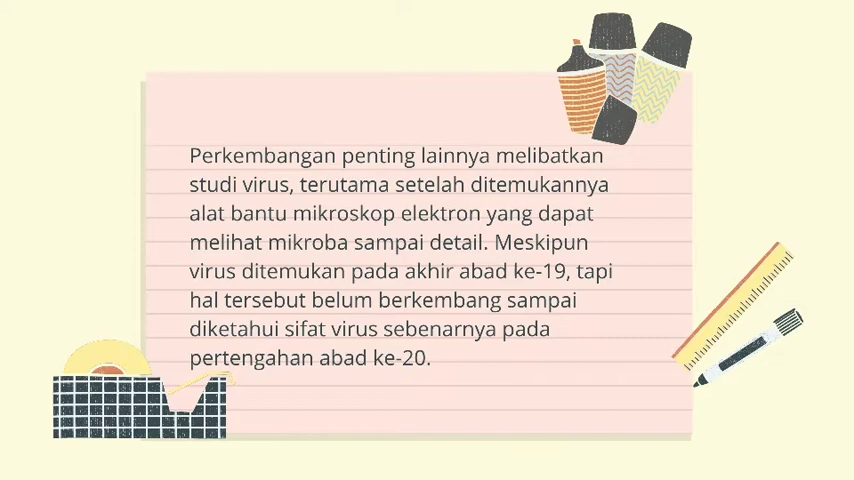 Perkembangan penting lainnya melibatkan
studi virus, terutama setelah ditemukannya
alat bantu mikroskop elektron yang dapat
melihat mikroba sampai detail. Meskipun
virus ditemukan pada akhir abad ke-19, tapi
hal tersebut belum berkembang sampai
diketahui sifat virus sebenarnya pada
pertengahan abad ke-20.